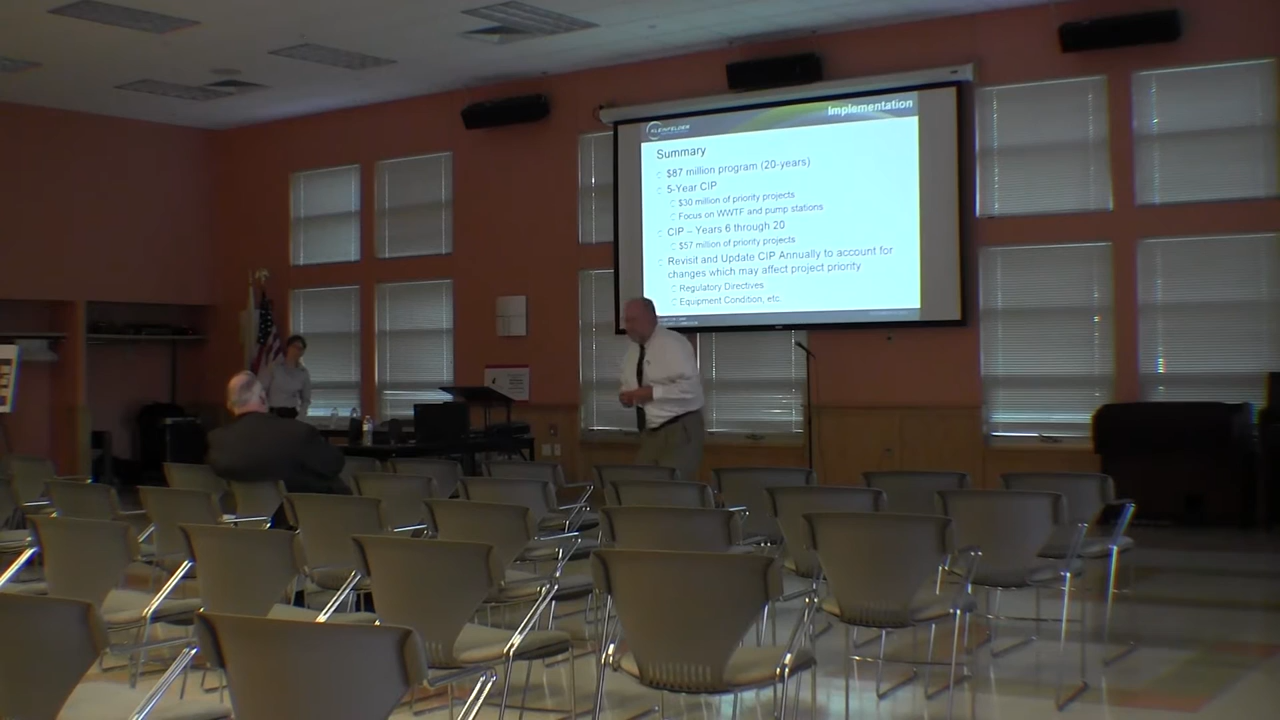 Implementation
KLEINFELDER
Summary
$87 million program (20-years)
5-Year CIP
$30 million of priority projects
Focus on WWTF and pump stations
CIP – Years 6 through 20
$57 million of priority projects
Revisit and Update CIP Annually to account for
changes which may affect project priority
Regulatory Directives
Equipment Condition, etc.